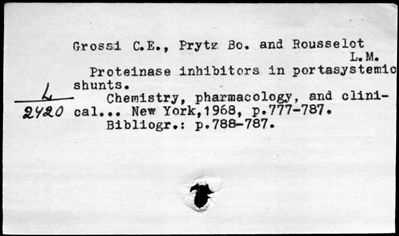 Grossi C.E., Prytz Bo. and Rousselot
L.M.
Proteinase inhibitors in portasystemic
shunts.
Chemistry, pharmacology, and clini-
cal... New York,1968, p.777-787.
Bibliogr.: p.788-787.
L
2420